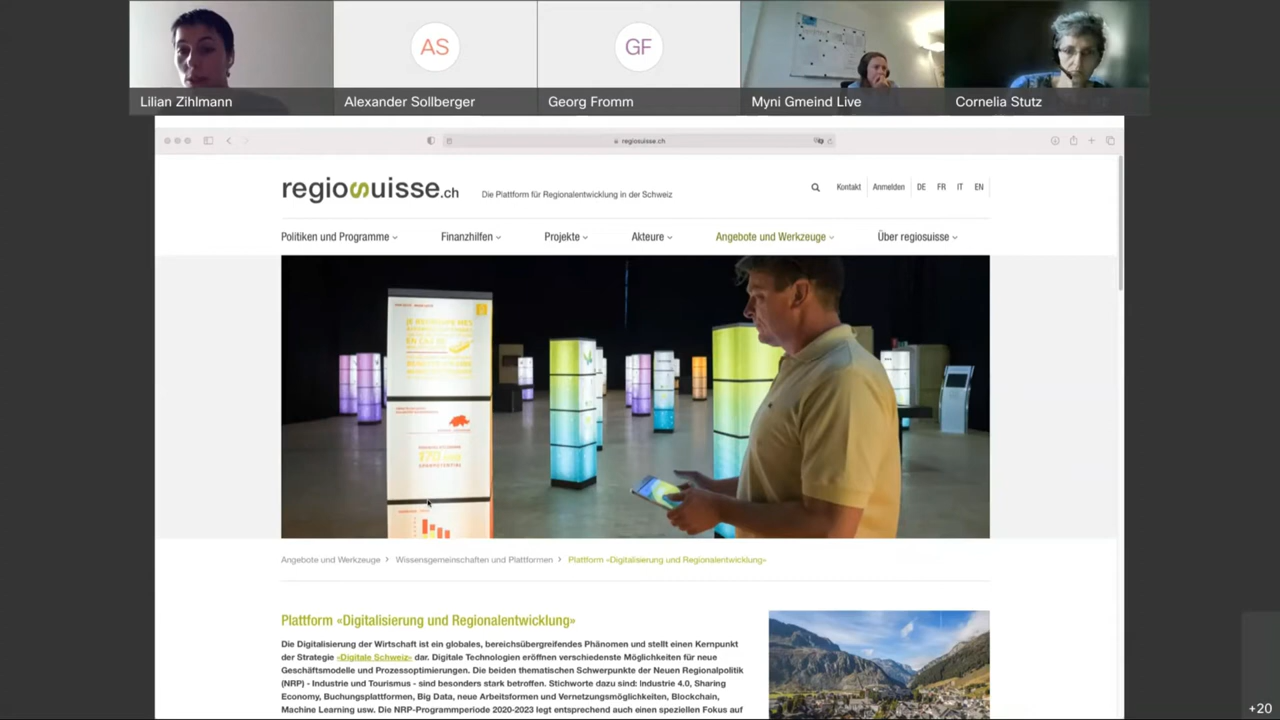 AS
GF
Lilian Zihlmann
Alexander Sollberger
Georg Fromm
Myni Gmeind Live
Cornelia Stutz
regiosuisse.ch
regiosuisse.ch
Die Plattform für Regionalentwicklung in der Schweiz
Kontakt
Anmelden
DE
FR
IT
EN
Politiken und Programme
Finanzhilfen
Projekte
Akteure
Angebote und Werkzeuge
Über regiosuisse
Angebote und Werkzeuge > Wissensgemeinschaften und Plattformen > Plattform «Digitalisierung und Regionalentwicklung»
Plattform «Digitalisierung und Regionalentwicklung»
Die Digitalisierung der Wirtschaft ist ein globales, bereichsübergreifendes Phänomen und stellt einen Kernpunkt
der Strategie «Digitale Schweiz» dar. Digitale Technologien eröffnen verschiedenste Möglichkeiten für neue
Geschäftsmodelle und Prozessoptimierungen. Die beiden thematischen Schwerpunkte der Neuen Regionalpolitik
(NRP) - Industrie und Tourismus - sind besonders stark betroffen. Stichworte dazu sind: Industrie 4.0, Sharing
Economy, Buchungsplattformen, Big Data, neue Arbeitsformen und Vernetzungsmöglichkeiten, Blockchain,
Machine Learning usw. Die NRP-Programmperiode 2020-2023 legt entsprechend auch einen speziellen Fokus auf
+20